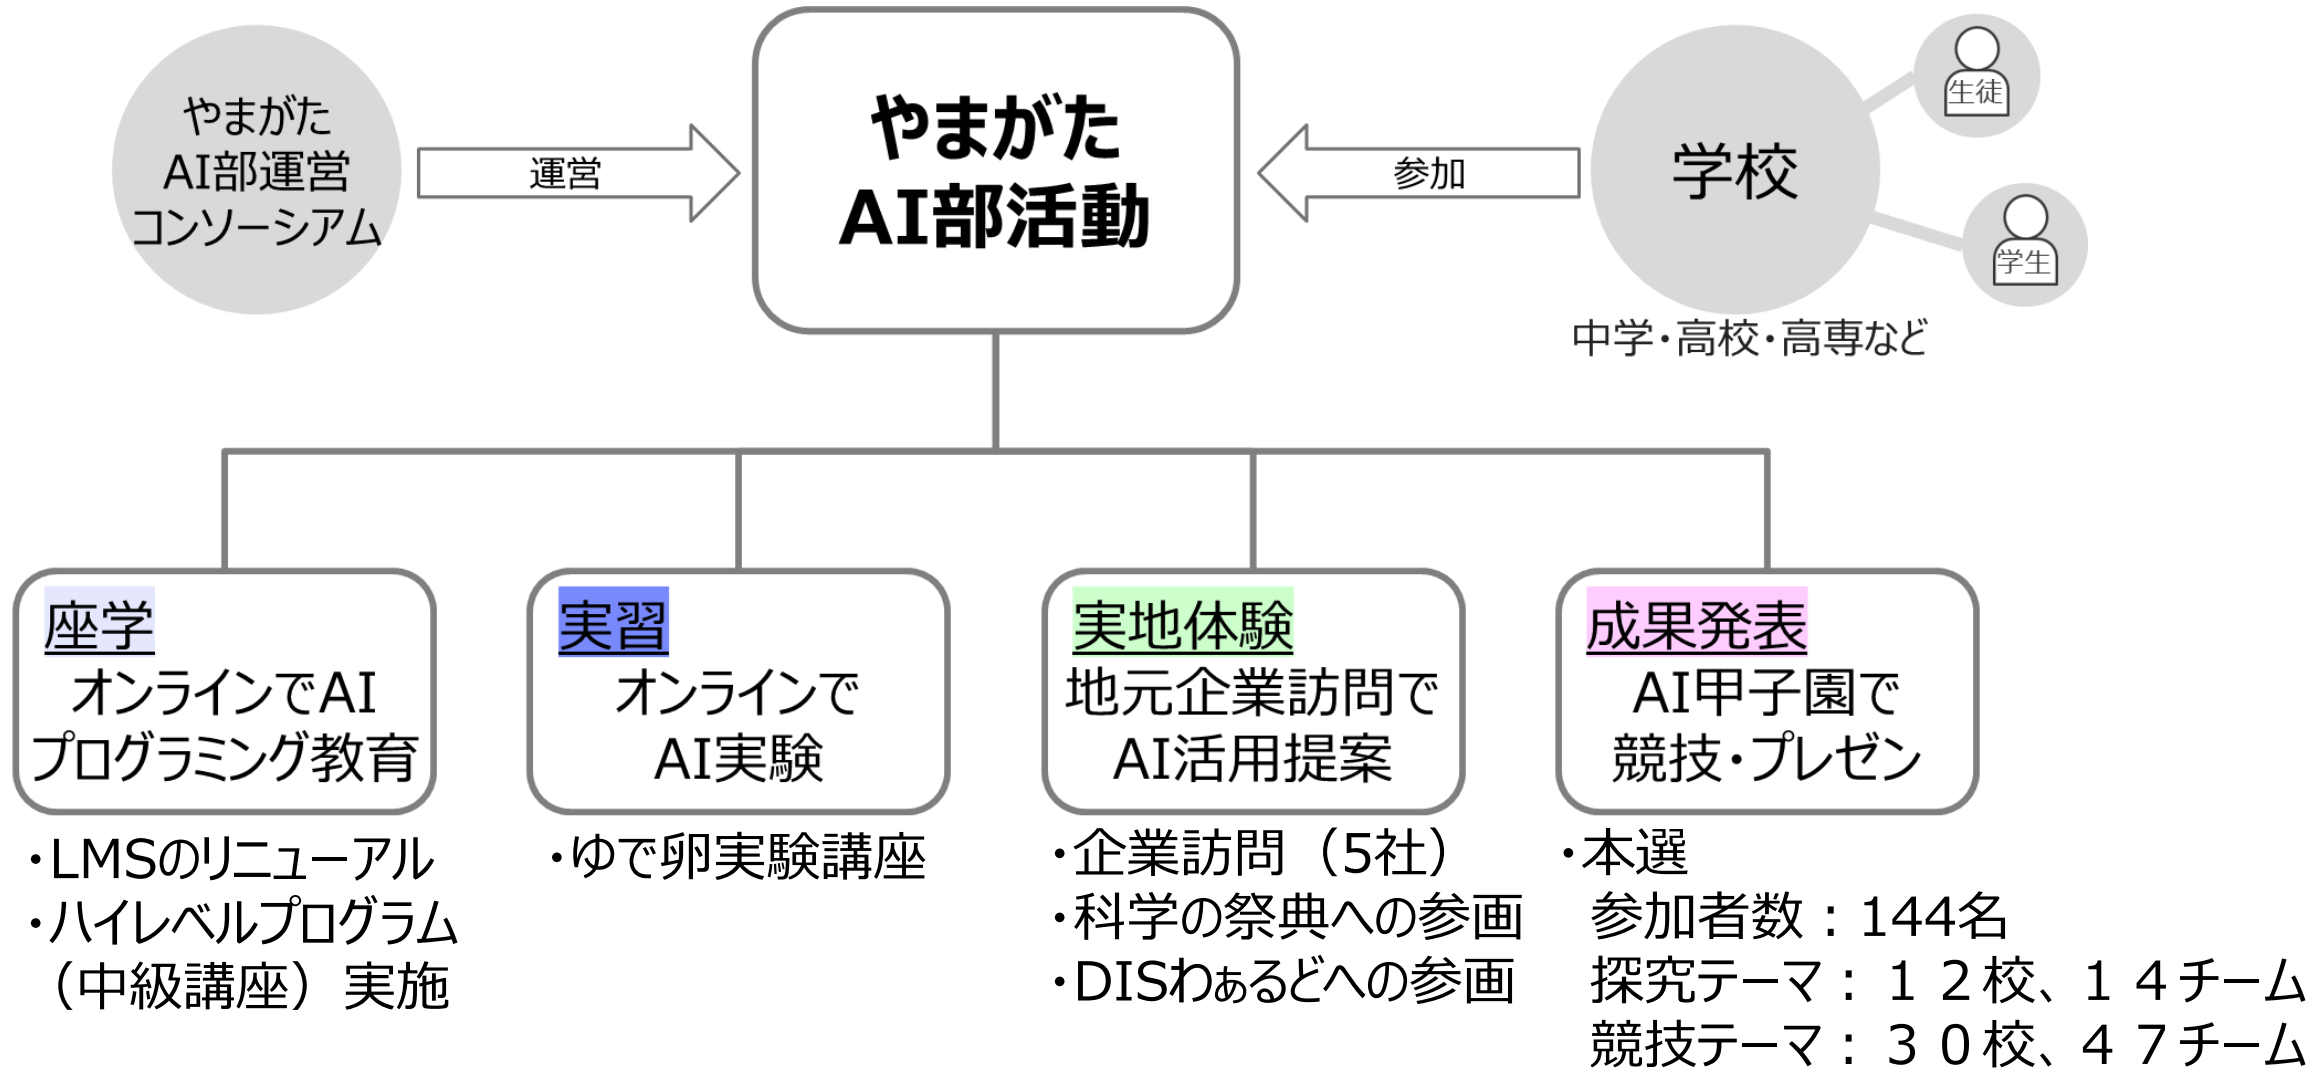 やまがた
AI部運営
コンソーシアム
運営
やまがた
AI部活動
参加
学校
生徒
学生
中学・高校・高専など
座学
オンラインでAI
プログラミング教育
実習
オンラインで
AI実験
実地体験
地元企業訪問で
AI活用提案
成果発表
AI甲子園で
競技・プレゼン
・LMSのリニューアル
・ハイレベルプログラム
（中級講座）実施
・ゆで卵実験講座
・企業訪問（5社）
・科学の祭典への参画
・DISわぁるどへの参画
・本選
参加者数：144名
探究テーマ：１２校、１４チーム
競技テーマ：３０校、４７チーム